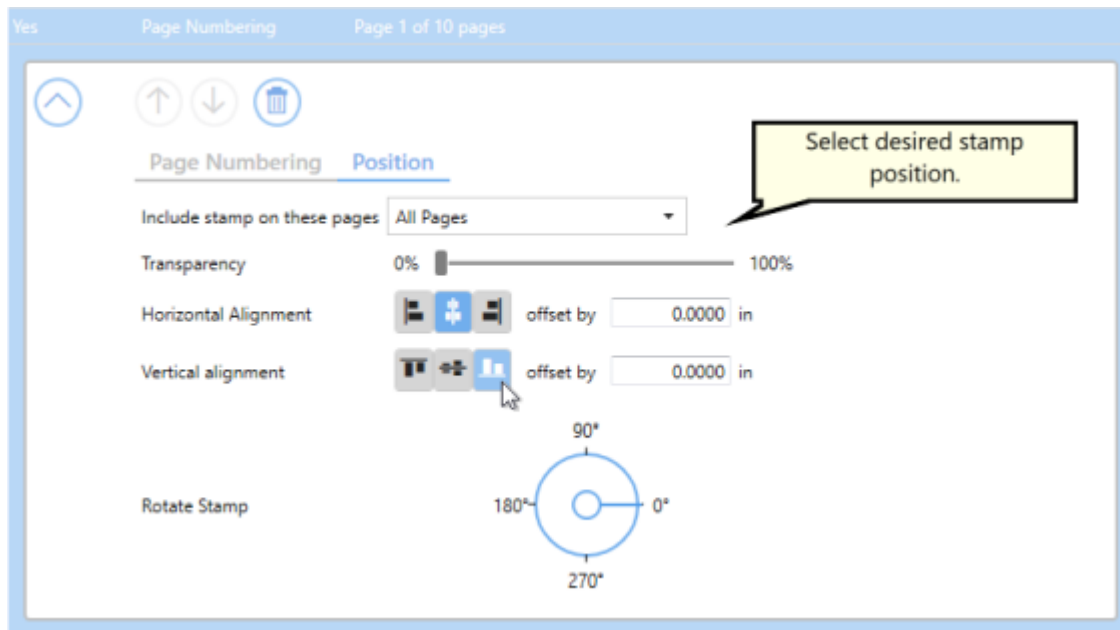 Yes Page Numbering Page 1 of 10 pages
Select desired stamp
position.
Page Numbering Position
Include stamp on these pages All Pages
Transparency 0% 100%
Horizontal Alignment offset by 0.0000 in
Vertical alignment offset by 0.0000 in
90°
Rotate Stamp 180° 0°
270°